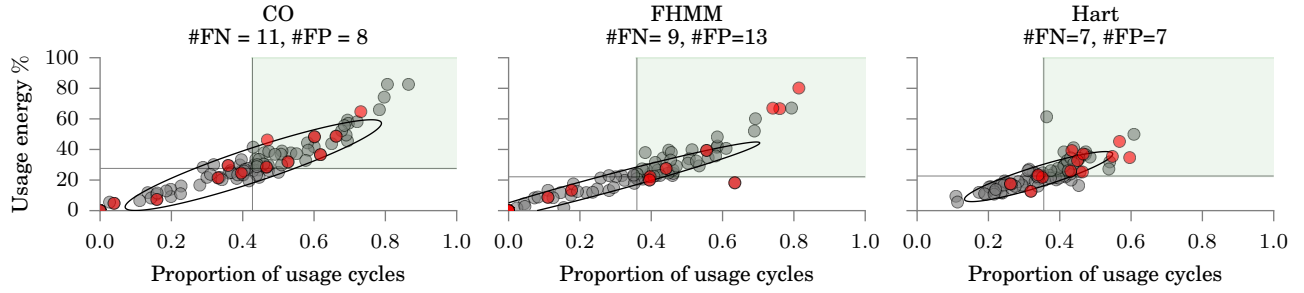 CO
#FN = 11, #FP = 8
FHMM
#FN= 9, #FP=13
Hart
#FN=7, #FP=7
Usage energy %
100
80
60
40
20
0
0.0 0.2 0.4 0.6 0.8 1.0
0.0 0.2 0.4 0.6 0.8 1.0
0.0 0.2 0.4 0.6 0.8 1.0
Proportion of usage cycles
Proportion of usage cycles
Proportion of usage cycles